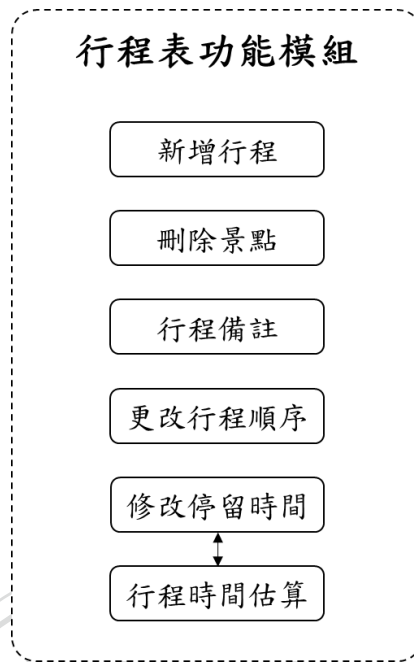 行程表功能模組
新增行程
刪除景點
行程備註
更改行程順序
修改停留時間
行程時間估算